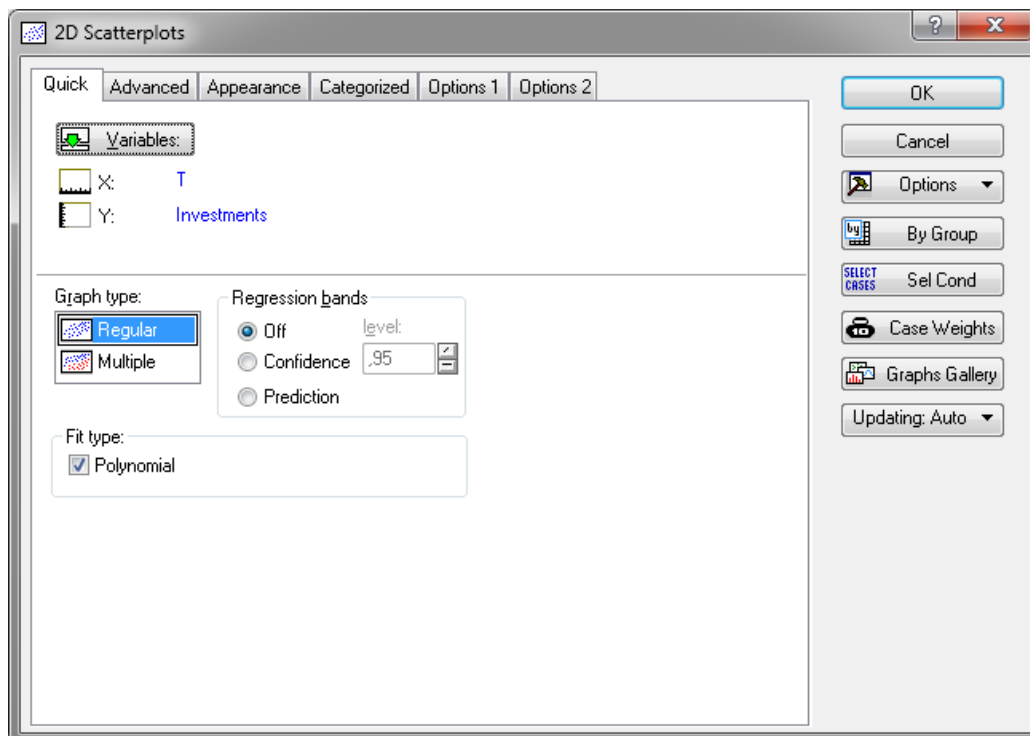 2D Scatterplots
?
Quick Advanced Appearance Categorized Options 1 Options 2
Variables:
X: T
Y: Investments
Graph type:
Regular
Multiple
Regression bands
Off
Confidence
Prediction
level:
,95
Fit type:
Polynomial
OK
Cancel
Options
by By Group
SELECT CASES Sel Cond
Case Weights
Graphs Gallery
Updating: Auto